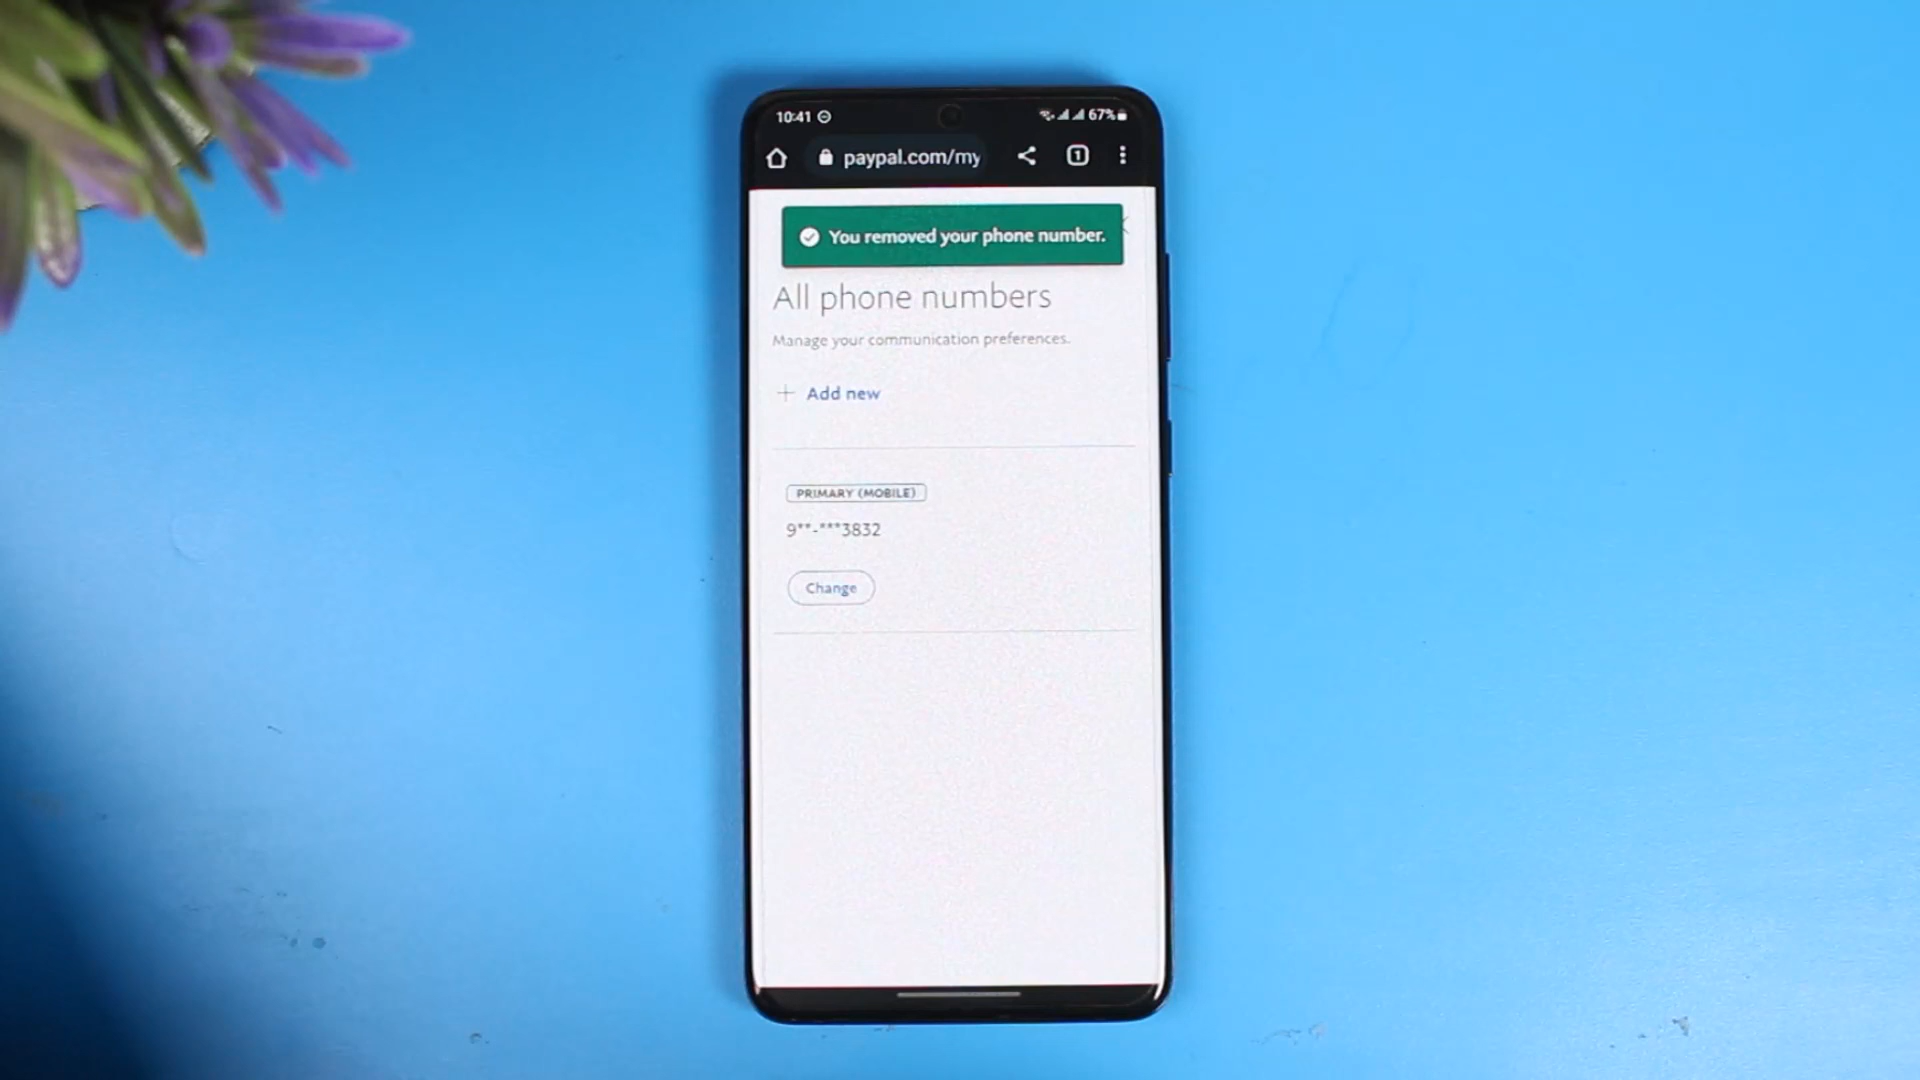 10:41
67%
paypal.com/my
1
You removed your phone number.
All phone numbers
Manage your communication preferences.
+ Add new
PRIMARY (MOBILE)
9**-***3832
Change